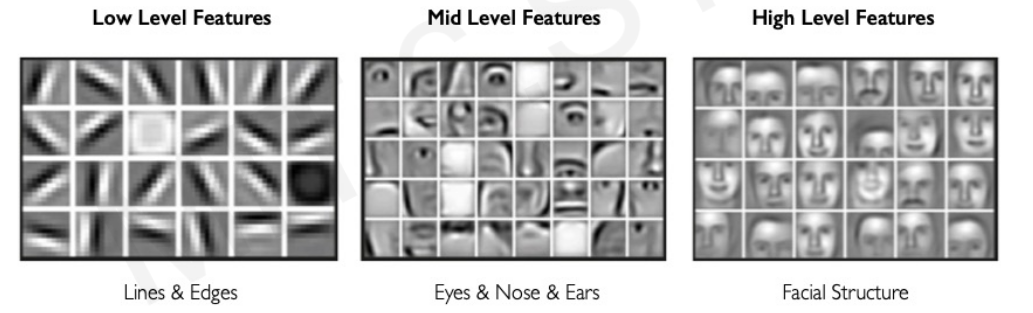 Low Level Features
Mid Level Features
High Level Features
Lines & Edges
Eyes & Nose & Ears
Facial Structure